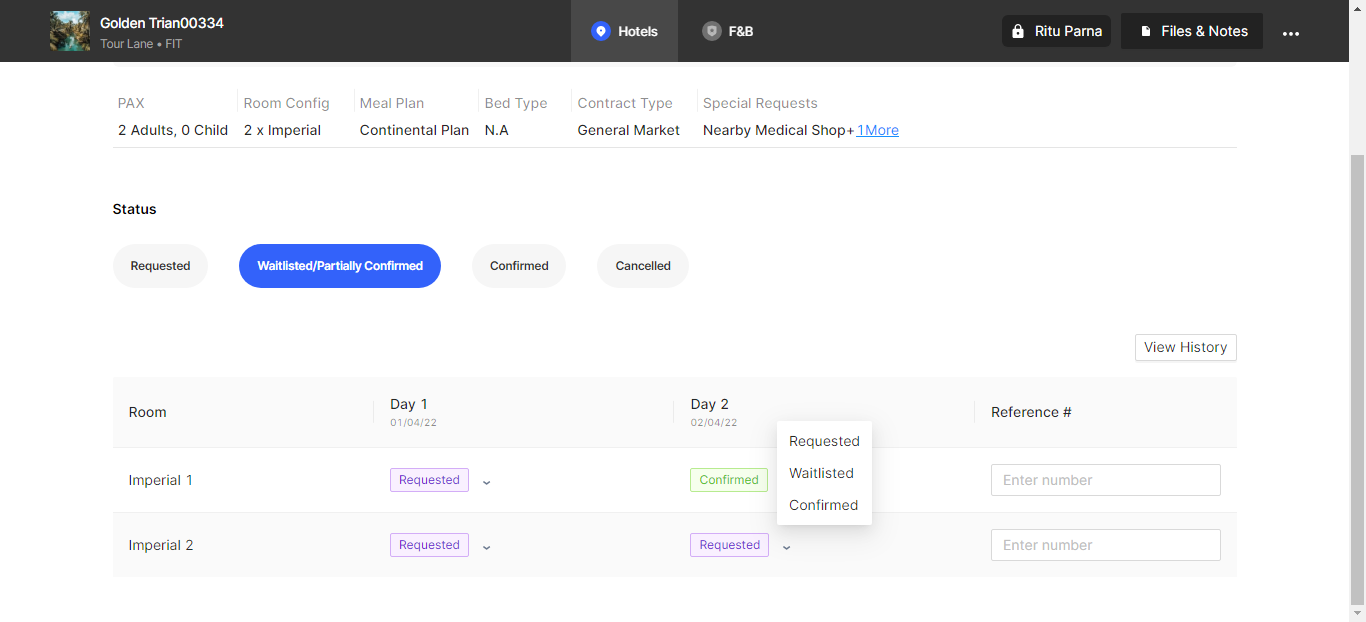 Golden Trian00334
Tour Lane • FIT
Hotels
F&B
Ritu Parna
Files & Notes
PAX
Room Config
Meal Plan
Bed Type
Contract Type
Special Requests
2 Adults, 0 Child
2 x Imperial
Continental Plan
N.A
General Market
Nearby Medical Shop+ 1More
Status
Requested
Waitlisted/Partially Confirmed
Confirmed
Cancelled
View History
Room
Day 1
01/04/22
Day 2
02/04/22
Reference #
Imperial 1
Requested
Confirmed
Requested
Waitlisted
Confirmed
Enter number
Imperial 2
Requested
Requested
Enter number